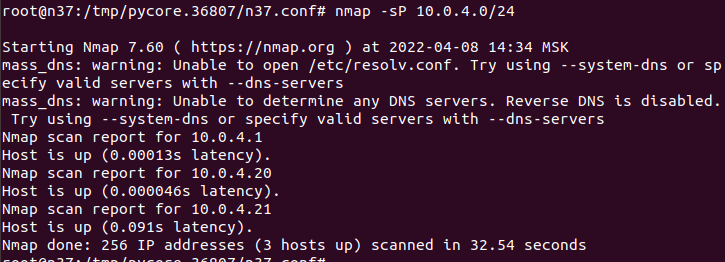 root@n37:/tmp/pycore.36807/n37.conf# nmap -sP 10.0.4.0/24
Starting Nmap 7.60 ( https://nmap.org ) at 2022-04-08 14:34 MSK
mass_dns: warning: Unable to open /etc/resolv.conf. Try using --system-dns or sp
ecify valid servers with --dns-servers
mass_dns: warning: Unable to determine any DNS servers. Reverse DNS is disabled.
 Try using --system-dns or specify valid servers with --dns-servers
Nmap scan report for 10.0.4.1
Host is up (0.00013s latency).
Nmap scan report for 10.0.4.20
Host is up (0.000046s latency).
Nmap scan report for 10.0.4.21
Host is up (0.091s latency).
Nmap done: 256 IP addresses (3 hosts up) scanned in 32.54 seconds
root@n37:/tmp/pycore.36807/n37.conf#